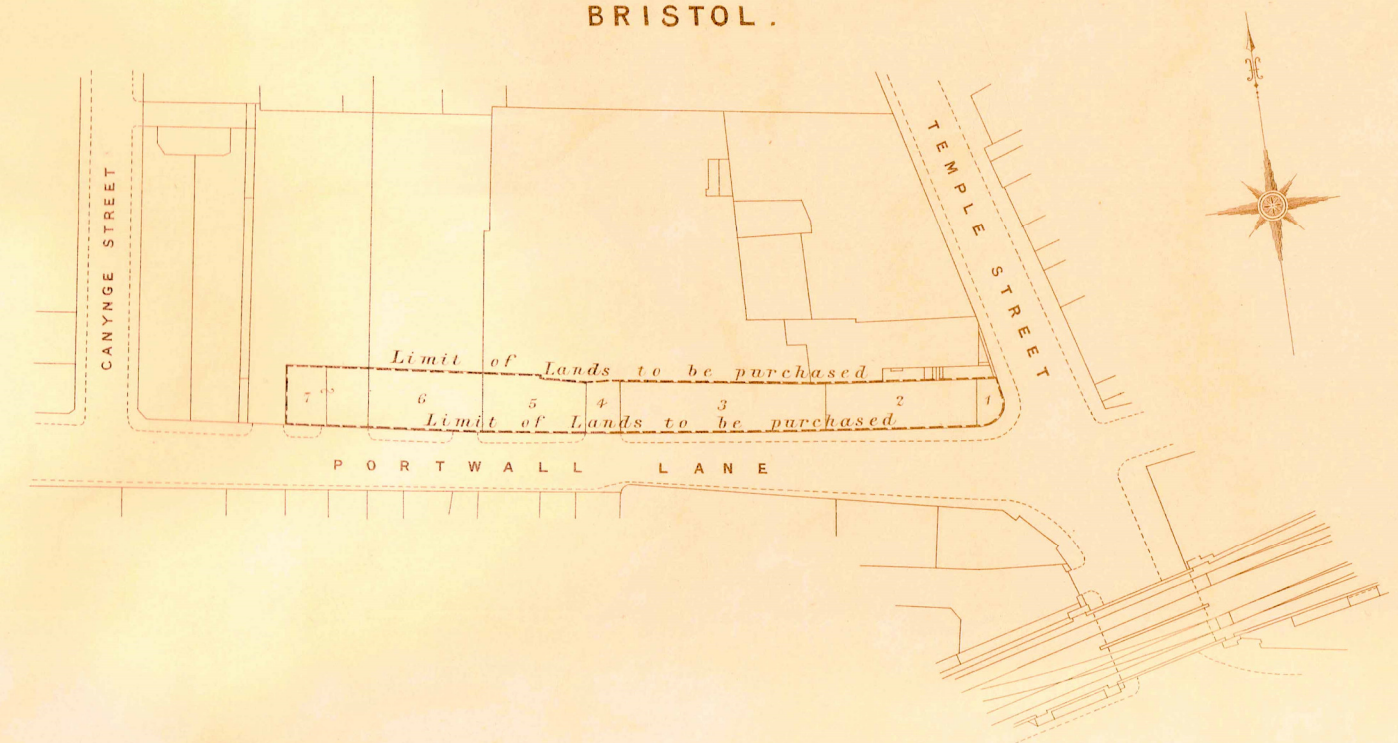 BRISTOL.
CANYNGE STREET
TEMPLE STREET
Limit of Lands to be purchased
7 6 5 4 3 2 1
Limit of Lands to be purchased
PORTWALL LANE